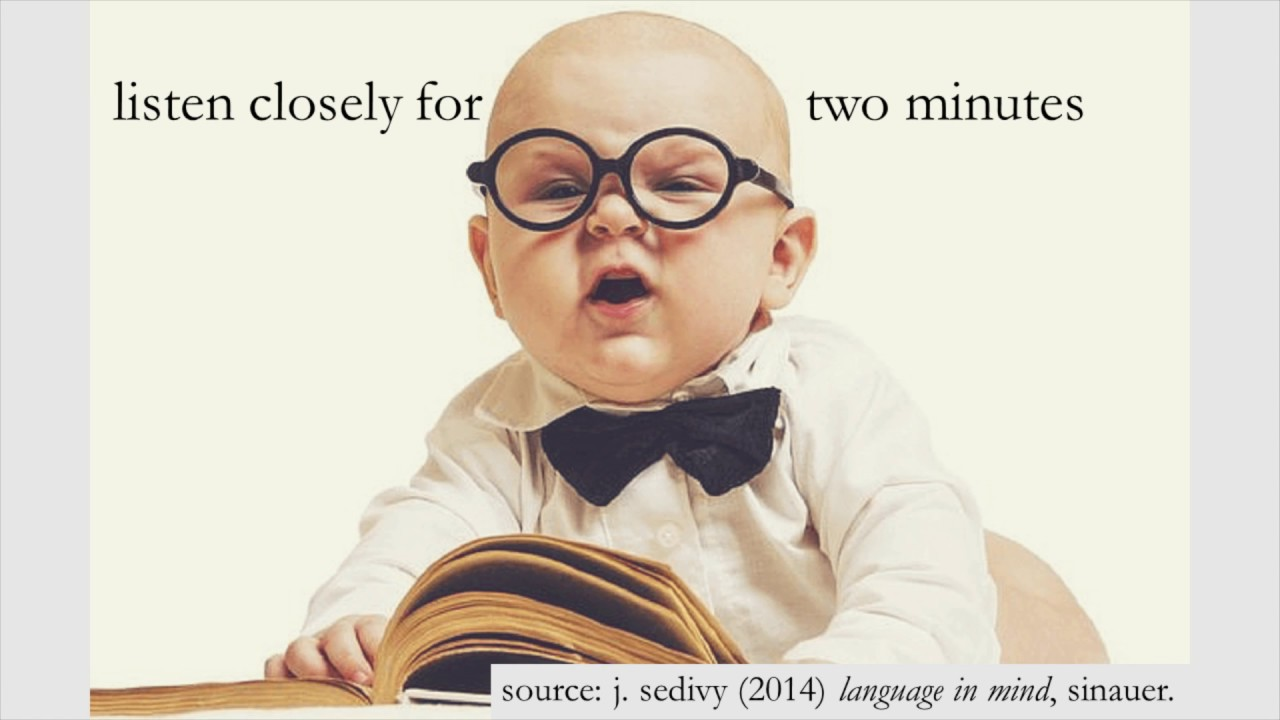 listen closely for two minutes
source: j. sedivy (2014) language in mind, sinauer.